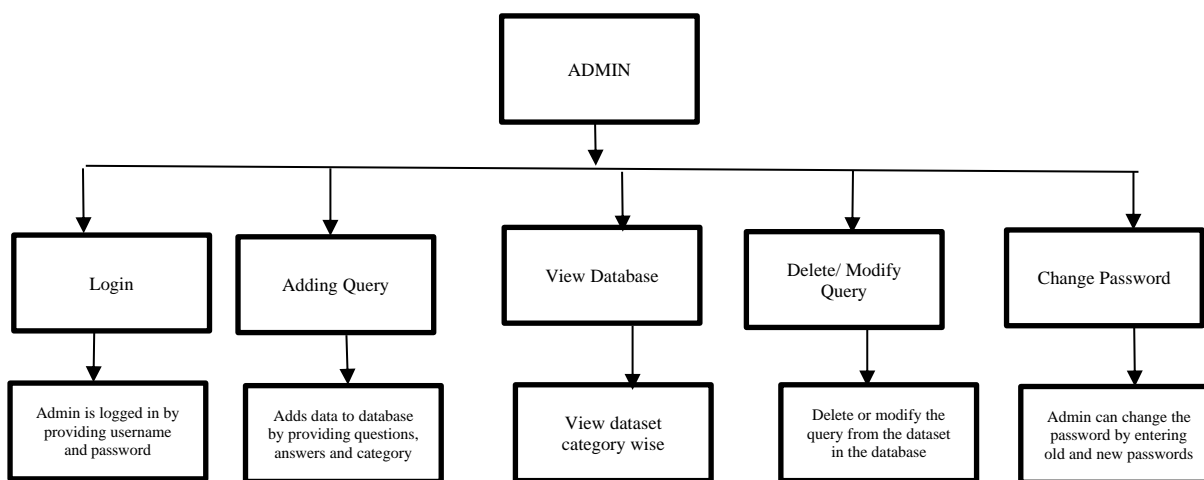 ADMIN
Login
Adding Query
View Database
Delete/ Modify
Query
Change Password
Admin is logged in by
providing username
and password
Adds data to database
by providing questions,
answers and category
View dataset
category wise
Delete or modify the
query from the dataset
in the database
Admin can change the
password by entering
old and new passwords